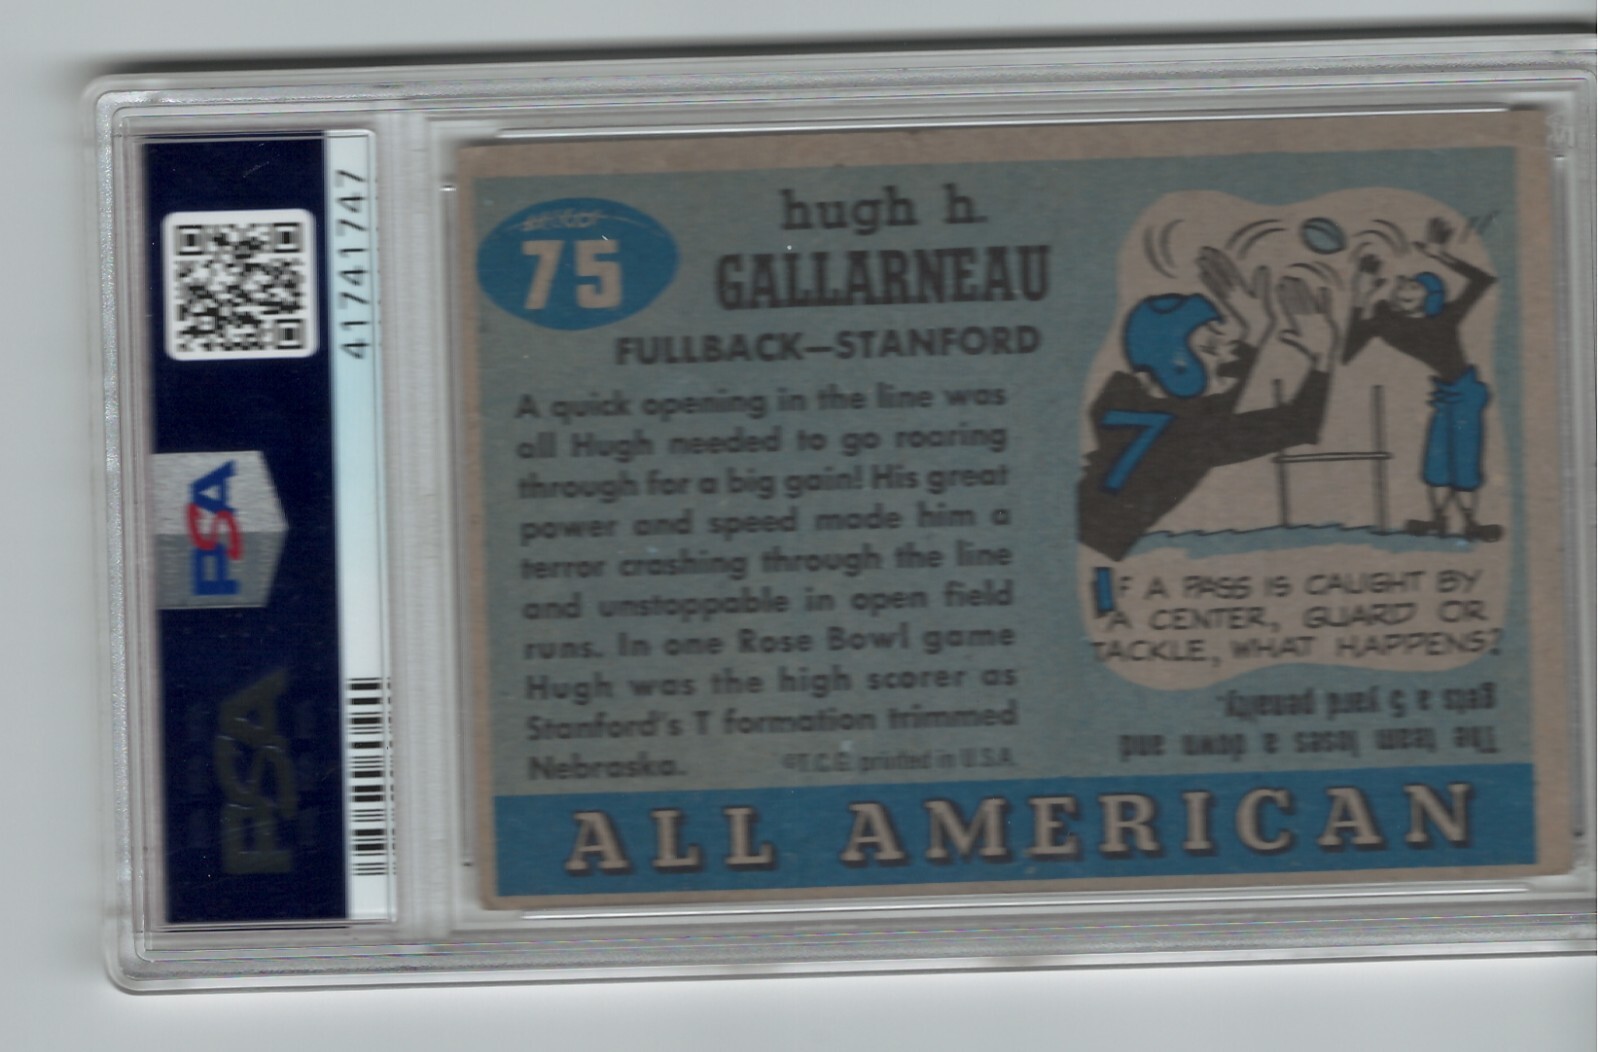 41741747
PSA
PSA
75
hugh h.
GALLARNEAU
FULLBACK—STANFORD
A quick opening in the line was
all Hugh needed to go roaring
through for a big gain! His great
power and speed made him a
terror crashing through the line
and unstoppable in open field
runs. In one Rose Bowl game
Hugh was the high scorer as
Stanford's T formation trimmed
Nebraska.
©T.C.G. printed in U.S.A.
7
IF A PASS IS CAUGHT BY
A CENTER, GUARD OR
TACKLE, WHAT HAPPENS?
The team loses a down and
gets a 5 yard penalty.
ALL AMERICAN